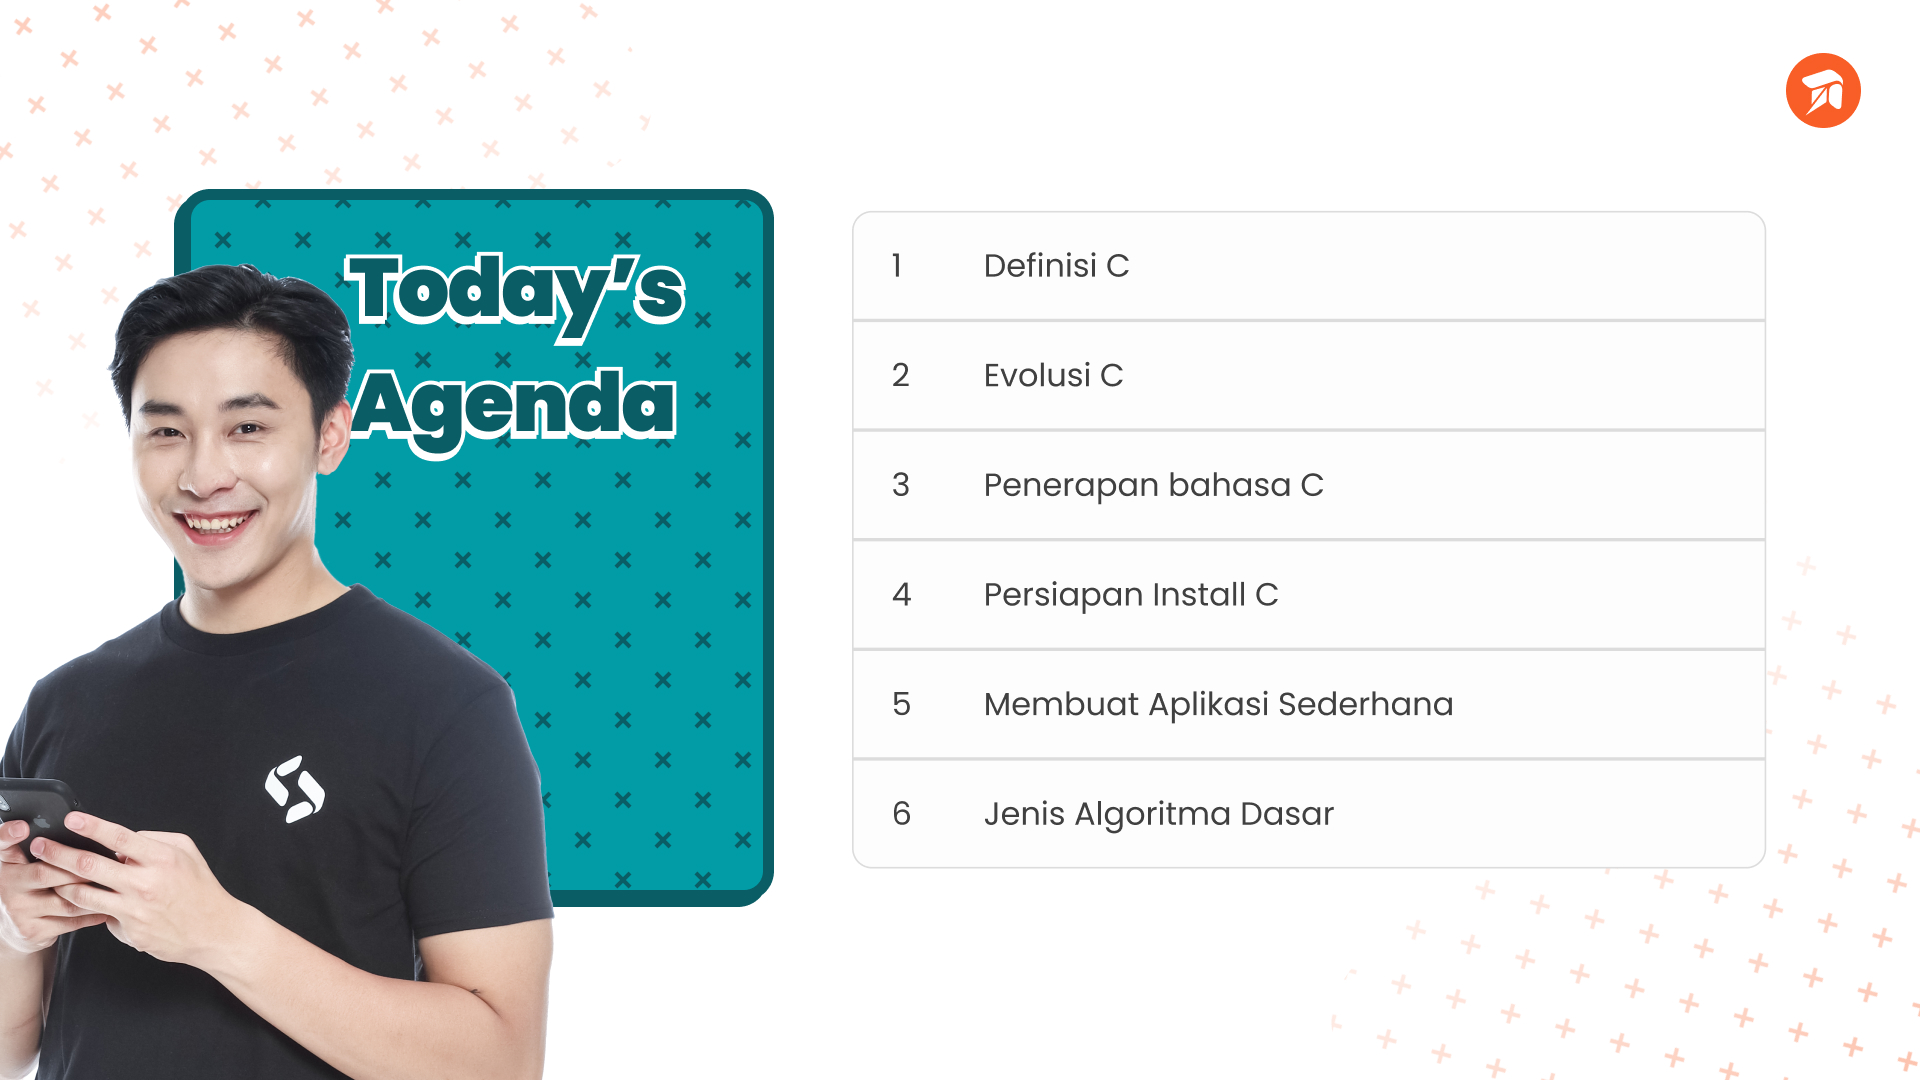 Today's
Agenda
1 Definisi C
2 Evolusi C
3 Penerapan bahasa C
4 Persiapan Install C
5 Membuat Aplikasi Sederhana
6 Jenis Algoritma Dasar